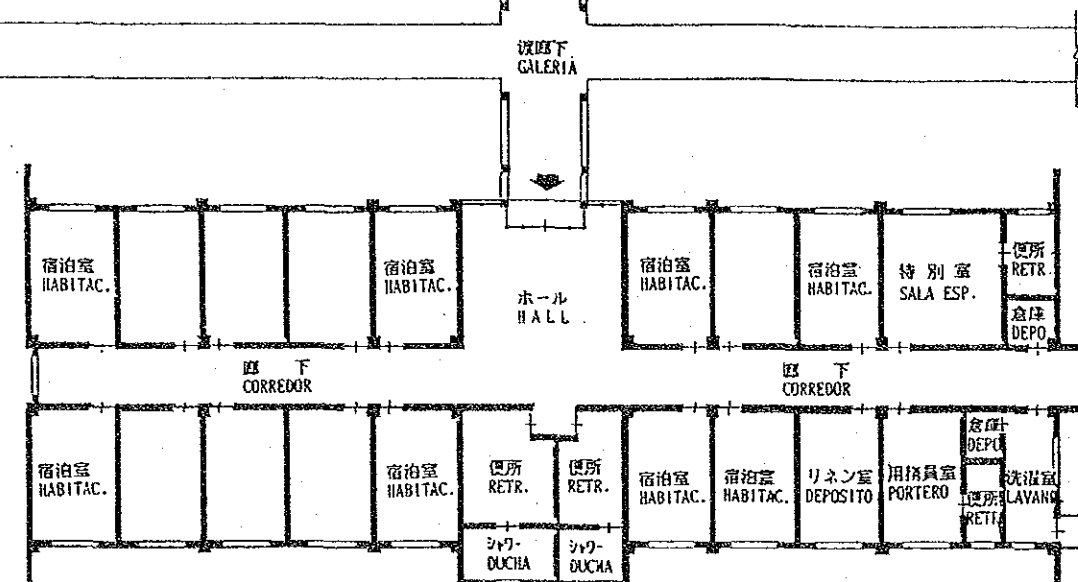 渡廊下
GALERIA
宿泊室
HABITAC.
宿泊室
HABITAC.
ホール
HALL
宿泊室
HABITAC.
宿泊室
HABITAC.
特別室
SALA ESP.
便所
RETR.
倉庫
DEPO.
廊下
CORREDOR
廊下
CORREDOR
宿泊室
HABITAC.
宿泊室
HABITAC.
便所
RETR.
便所
RETR.
シャワー
DUCHA
シャワー
DUCHA
宿泊室
HABITAC.
宿泊室
HABITAC.
リネン室
DEPOSITO
用務員室
PORTERO
倉庫
DEPO
便所
RETR
洗濯室
LAVAND